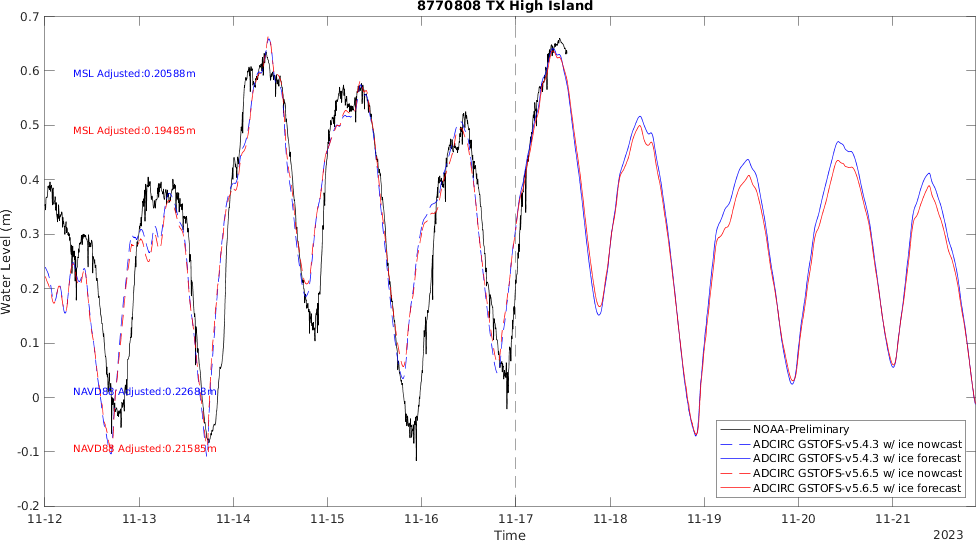 8770808 TX High Island
0.7
0.6
0.5
0.4
0.3
0.2
0.1
0
-0.1
-0.2
Water Level (m)
MSL Adjusted:0.20588m
MSL Adjusted:0.19485m
NAVD88 Adjusted:0.22688m
NAVD88 Adjusted:0.21585m
NOAA-Preliminary
ADCIRC GSTOFS-v5.4.3 w/ ice nowcast
ADCIRC GSTOFS-v5.4.3 w/ ice forecast
ADCIRC GSTOFS-v5.6.5 w/ ice nowcast
ADCIRC GSTOFS-v5.6.5 w/ ice forecast
11-12 11-13 11-14 11-15 11-16 11-17 11-18 11-19 11-20 11-21
Time
2023